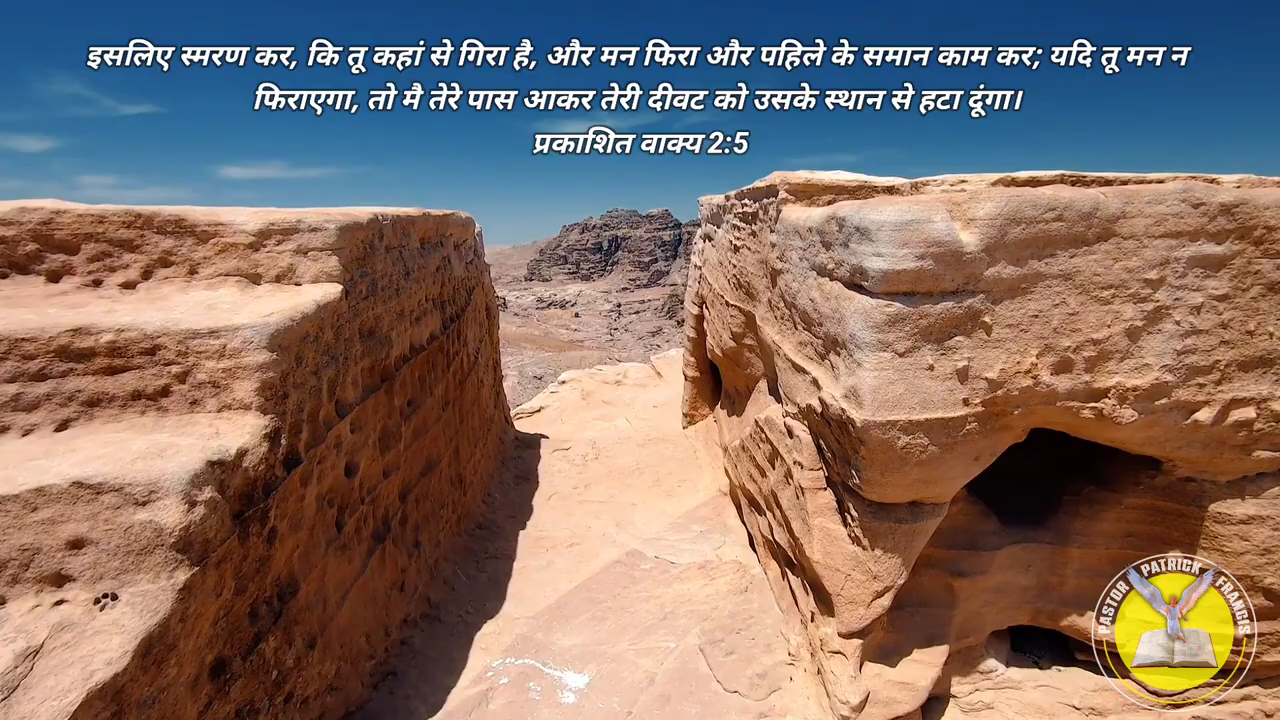 इसलिए स्मरण कर, कि तू कहां से गिरा है, और मन फिरा और पहिले के समान काम कर; यदि तू मन न
फिराएगा, तो मै तेरे पास आकर तेरी दीवट को उसके स्थान से हटा दूंगा।
प्रकाशित वाक्य 2:5
PASTOR PATRICK FRANCIS